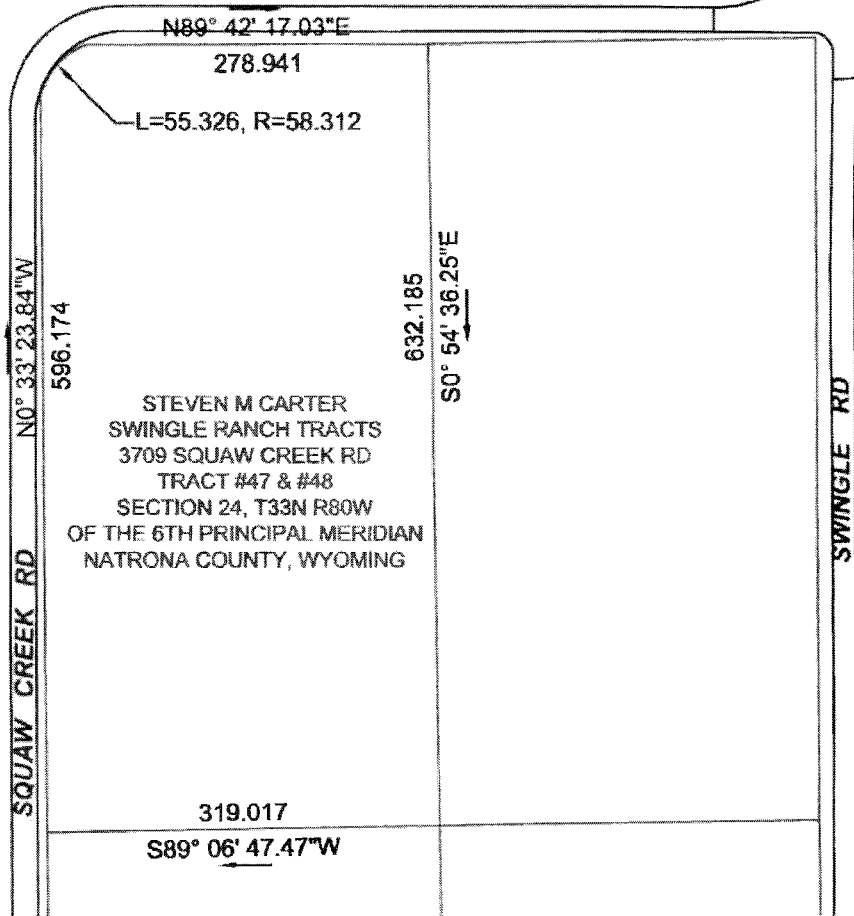 N89° 42' 17.03"E
278.941
L=55.326, R=58.312
N0° 33' 23.84"W
596.174
632.185
S0° 54' 36.25"E
STEVEN M CARTER
SWINGLE RANCH TRACTS
3709 SQUAW CREEK RD
TRACT #47 & #48
SECTION 24, T33N R80W
OF THE 6TH PRINCIPAL MERIDIAN
NATRONA COUNTY, WYOMING
SWINGLE RD
SQUAW CREEK RD
319.017
S89° 06' 47.47"W